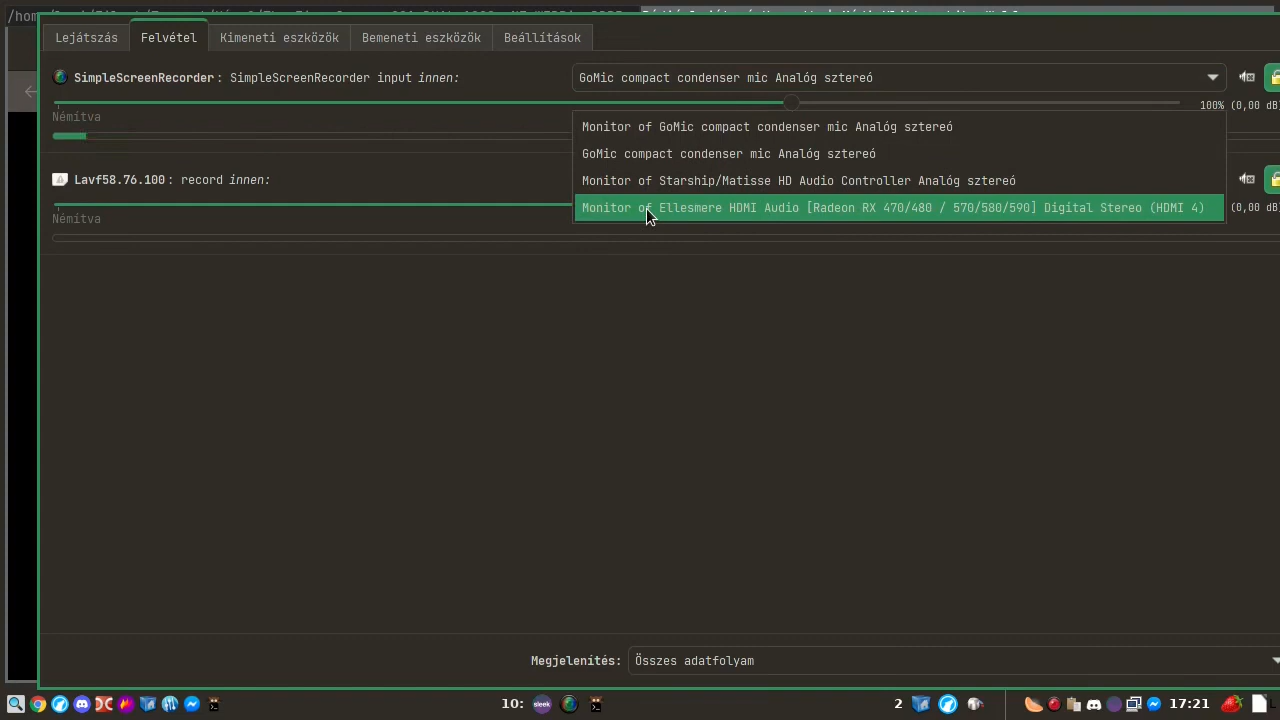 /hom
Lejátszás Felvétel Kimeneti eszközök Bemeneti eszközök Beállítások
SimpleScreenRecorder: SimpleScreenRecorder input innen: GoMic compact condenser mic Analóg sztereó
100% (0,00 dB
Némítva
Monitor of GoMic compact condenser mic Analóg sztereó
GoMic compact condenser mic Analóg sztereó
Lavf58.76.100: record innen:
Monitor of Starship/Matisse HD Audio Controller Analóg sztereó
Monitor of Ellesmere HDMI Audio [Radeon RX 470/480 / 570/580/590] Digital Stereo (HDMI 4)
(0,00 dB
Némítva
Megjelenítés: Összes adatfolyam
10: sleek 2 17:21